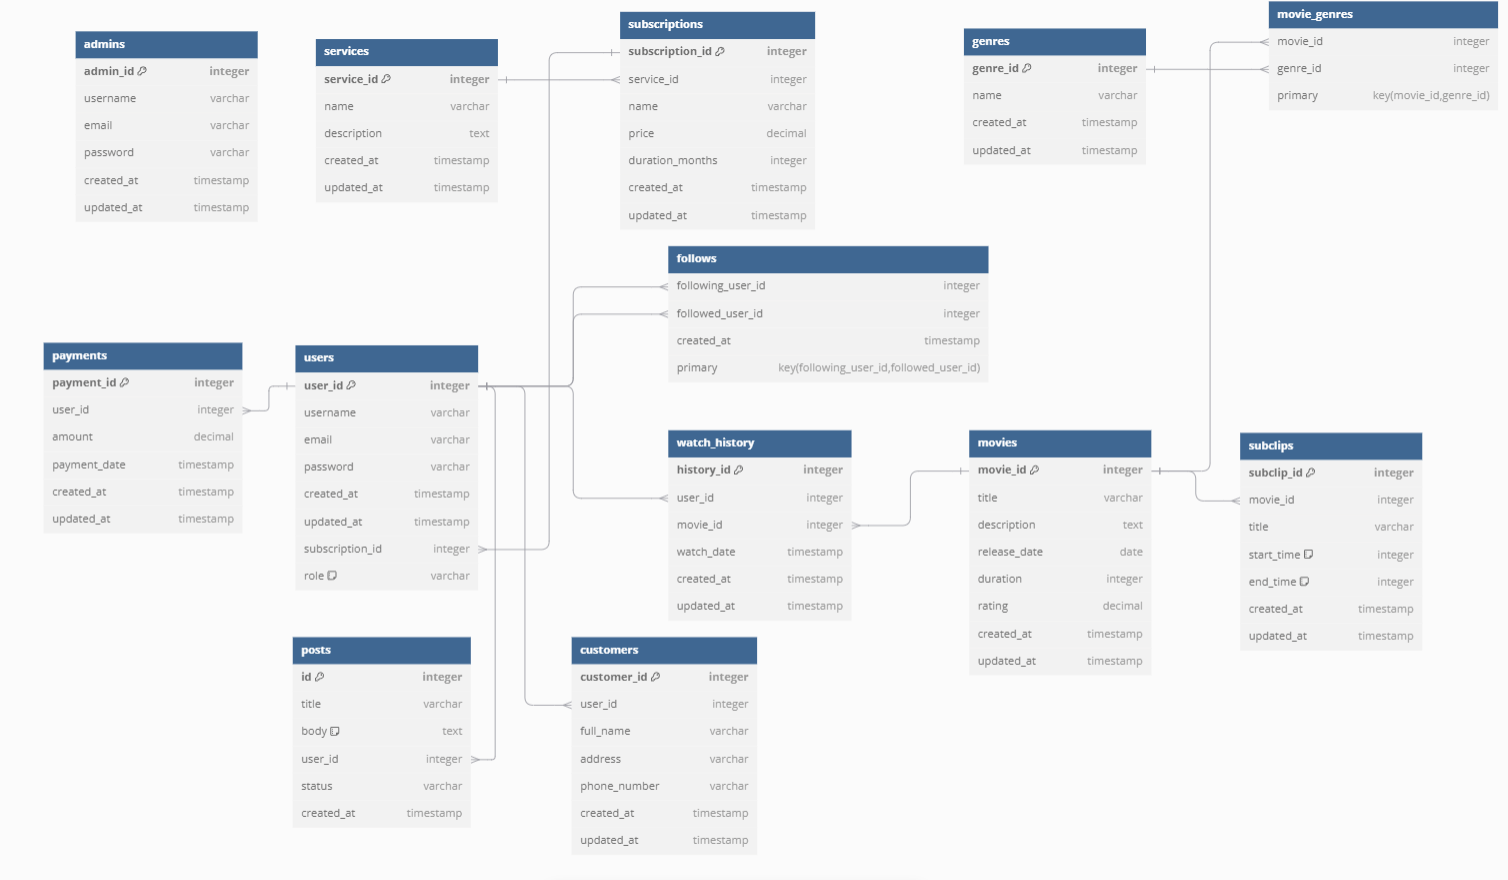 admins
admin_id integer
username varchar
email varchar
password varchar
created_at timestamp
updated_at timestamp
services
service_id integer
name varchar
description text
created_at timestamp
updated_at timestamp
subscriptions
subscription_id integer
service_id integer
name varchar
price decimal
duration_months integer
created_at timestamp
updated_at timestamp
genres
genre_id integer
name varchar
created_at timestamp
updated_at timestamp
movie_genres
movie_id integer
genre_id integer
primary key(movie_id,genre_id)
follows
following_user_id integer
followed_user_id integer
created_at timestamp
primary key(following_user_id,followed_user_id)
payments
payment_id integer
user_id integer
amount decimal
payment_date timestamp
created_at timestamp
updated_at timestamp
users
user_id integer
username varchar
email varchar
password varchar
created_at timestamp
updated_at timestamp
subscription_id integer
role varchar
watch_history
history_id integer
user_id integer
movie_id integer
watch_date timestamp
created_at timestamp
updated_at timestamp
movies
movie_id integer
title varchar
description text
release_date date
duration integer
rating decimal
created_at timestamp
updated_at timestamp
subclips
subclip_id integer
movie_id integer
title varchar
start_time integer
end_time integer
created_at timestamp
updated_at timestamp
posts
id integer
title varchar
body text
user_id integer
status varchar
created_at timestamp
customers
customer_id integer
user_id integer
full_name varchar
address varchar
phone_number varchar
created_at timestamp
updated_at timestamp